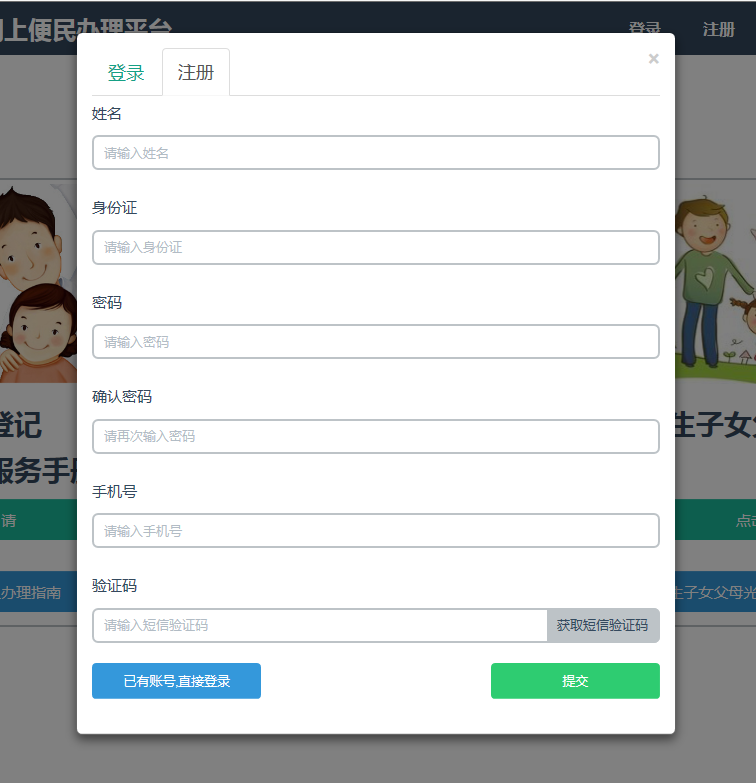 上便民办理平台
登录 注册
登录 注册 ×
姓名
请输入姓名
身份证
请输入身份证
密码
请输入密码
确认密码
请再次输入密码
手机号
请输入手机号
验证码
请输入短信验证码 获取短信验证码
已有账号,直接登录 提交
登记 生子女
服务手
请 点
办理指南 生子女父母光